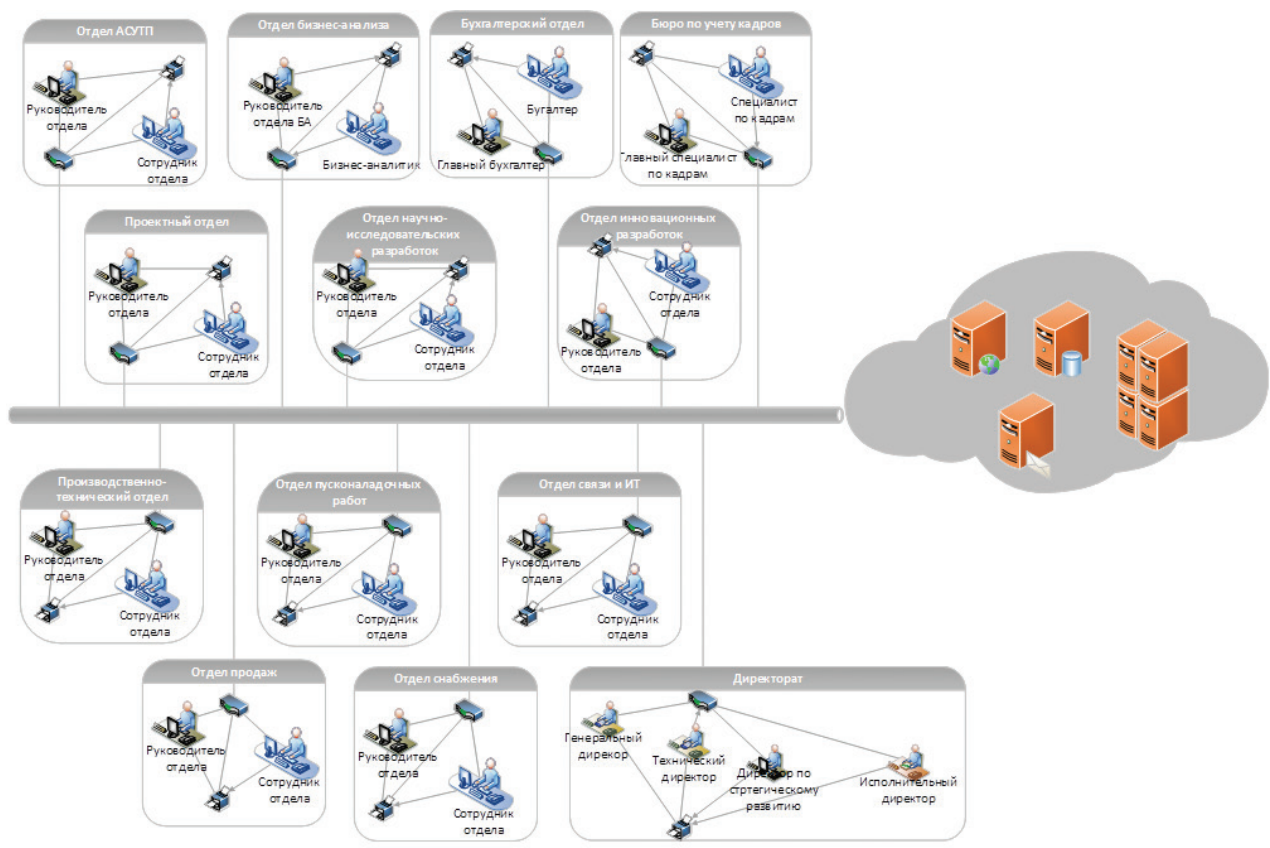 Отдел АСУТП
Руководитель
отдела
Сотрудник
отдела
Отдел бизнес-анализа
Руководитель
отдела БА
Бизнес-аналитик
Бухгалтерский отдел
Бугалтер
Главный бухгалтер
Бюро по учету кадров
Специалист
по кадрам
Главный специалист
по кадрам
Проектный отдел
Руководитель
отдела
Сотрудник
отдела
Отдел научно-
исследовательских
разработок
Руководитель
отдела
Сотрудник
отдела
Отдел инновационных
разработок
Сотрудник
отдела
Руководитель
отдела
Производственно-
технический отдел
Руководитель
отдела
Сотрудник
отдела
Отдел пусконаладочных
работ
Руководитель
отдела
Сотрудник
отдела
Отдел связи и ИТ
Руководитель
отдела
Сотрудник
отдела
Отдел продаж
Руководитель
отдела
Сотрудник
отдела
Отдел снабжения
Руководитель
отдела
Сотрудник
отдела
Директорат
Генеральный
дирекор
Технический
директор
Директор по
стртегическому
развитию
Исполнительный
директор